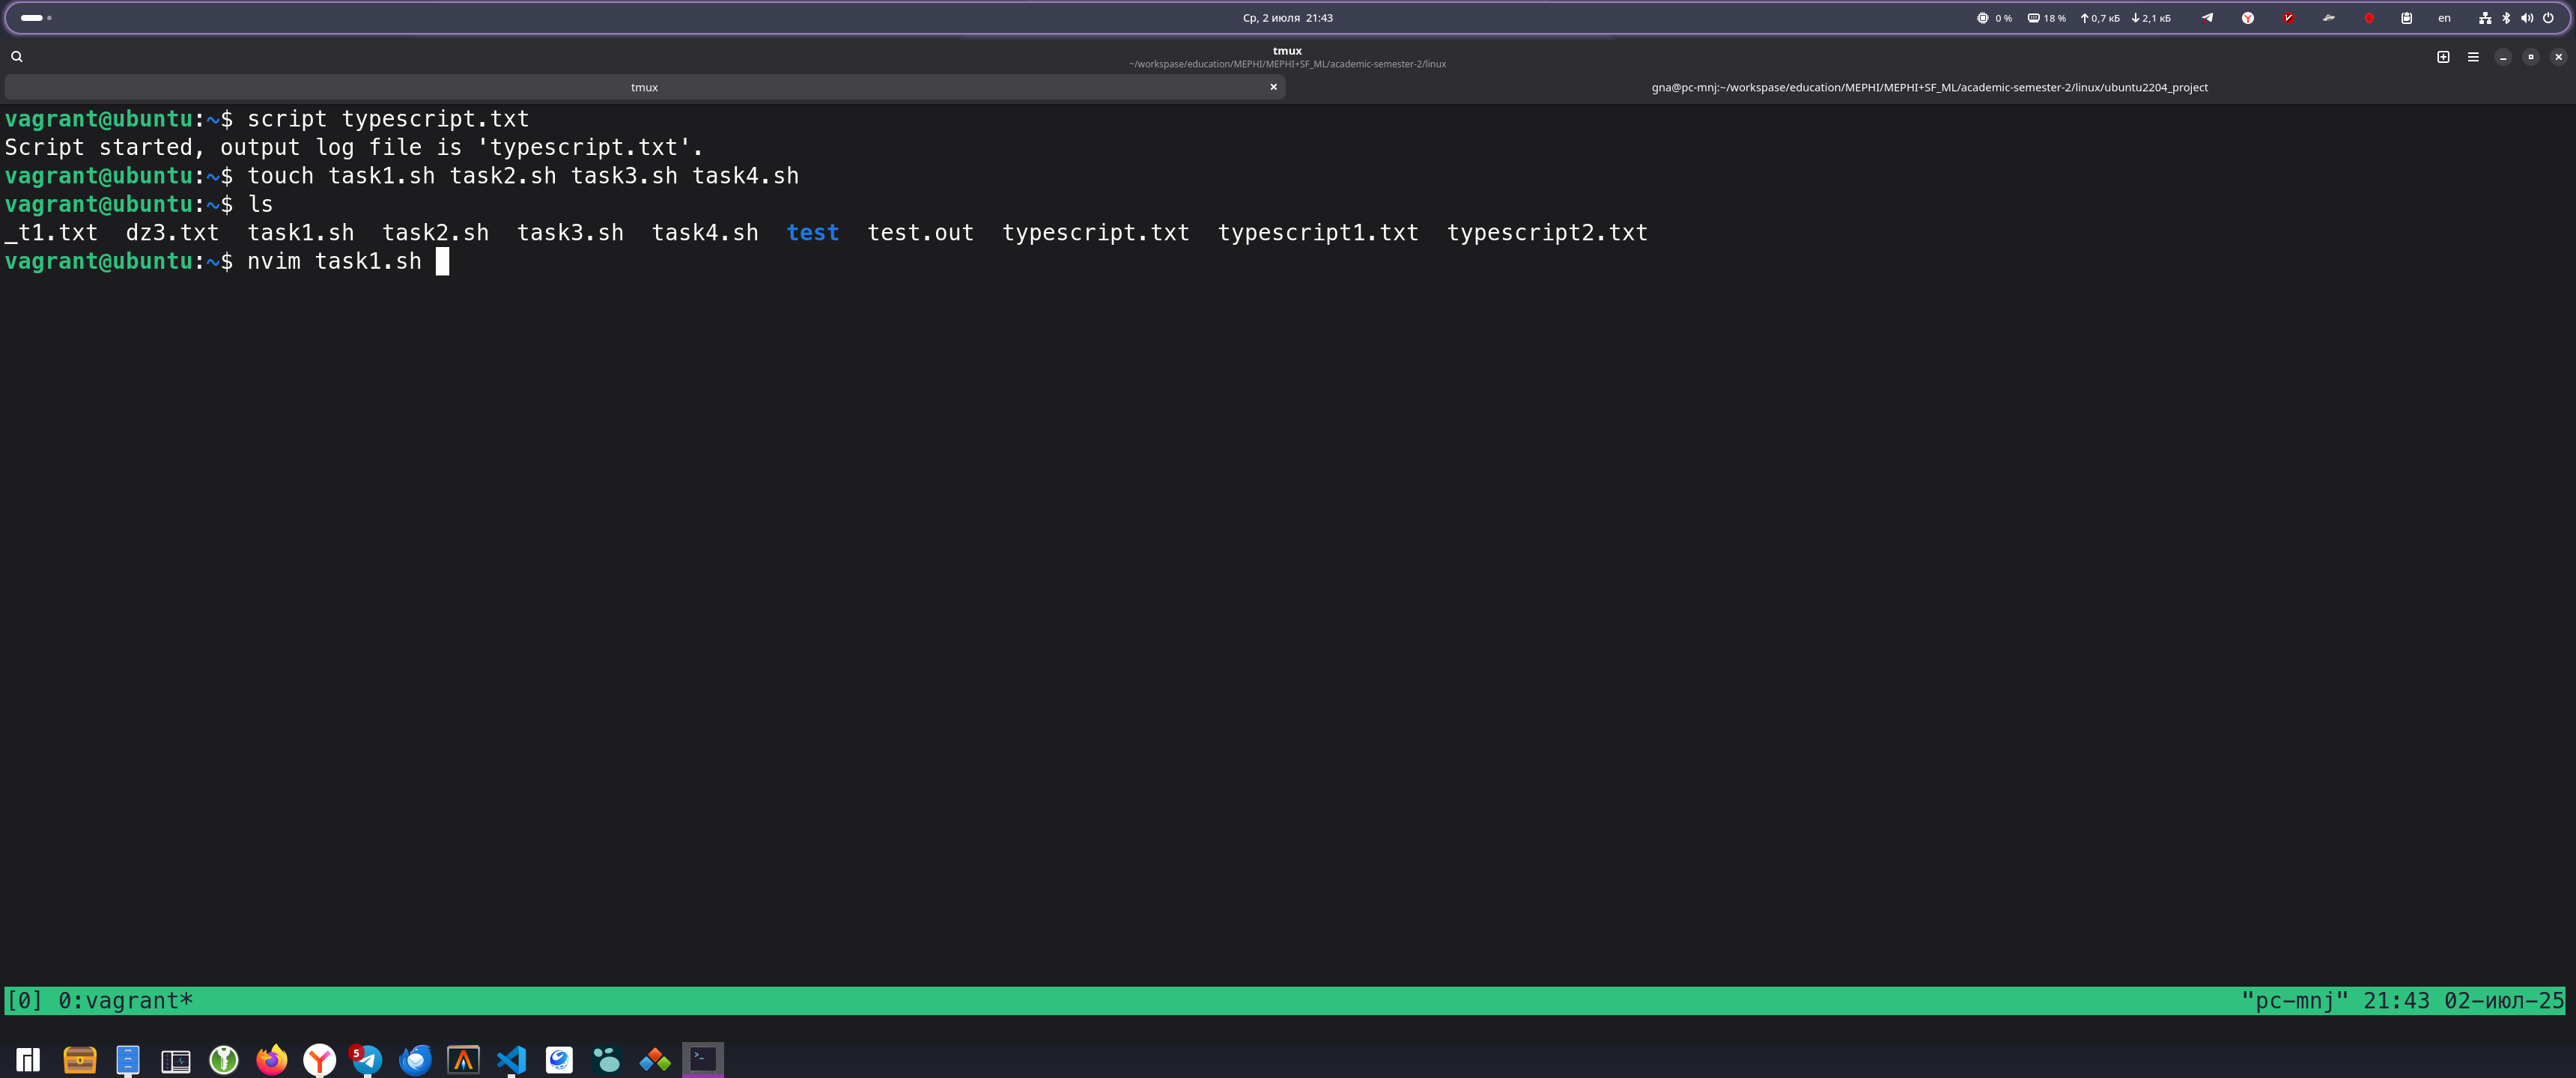 Ср, 2 июля 21:43
0 % 18 % 0,7 кБ 2,1 кБ en
tmux
~/workspase/education/MEPHI/MEPHI+SF_ML/academic-semester-2/linux
tmux
gna@pc-mnj:~/workspase/education/MEPHI/MEPHI+SF_ML/academic-semester-2/linux/ubuntu2204_project
vagrant@ubuntu:~$ script typescript.txt
Script started, output log file is 'typescript.txt'.
vagrant@ubuntu:~$ touch task1.sh task2.sh task3.sh task4.sh
vagrant@ubuntu:~$ ls
_t1.txt  dz3.txt  task1.sh  task2.sh  task3.sh  task4.sh  test  test.out  typescript.txt  typescript1.txt  typescript2.txt
vagrant@ubuntu:~$ nvim task1.sh
[0] 0:vagrant* "pc-mnj" 21:43 02-июл-25
5